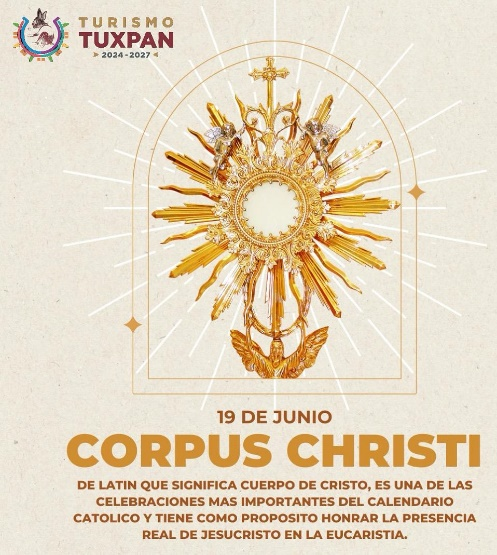 TURISMO
TUXPAN
2024-2027
19 DE JUNIO
CORPUS CHRISTI
DE LATIN QUE SIGNIFICA CUERPO DE CRISTO, ES UNA DE LAS
CELEBRACIONES MAS IMPORTANTES DEL CALENDARIO
CATOLICO Y TIENE COMO PROPOSITO HONRAR LA PRESENCIA
REAL DE JESUCRISTO EN LA EUCARISTIA.